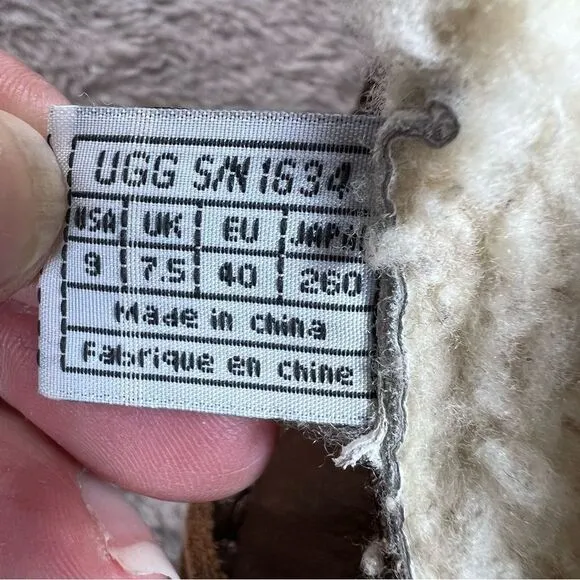 UGG S/N 1634
USA UK EU JAPAN
9 7.5 40 260
Made in china
Fabrique en chine